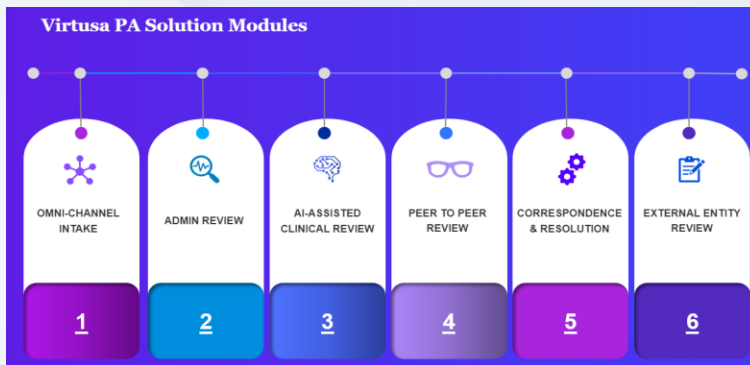 Virtusa PA Solution Modules
OMNI-CHANNEL
INTAKE
ADMIN REVIEW
AI-ASSISTED
CLINICAL REVIEW
PEER TO PEER
REVIEW
CORRESPONDENCE
& RESOLUTION
EXTERNAL ENTITY
REVIEW
1
2
3
4
5
6